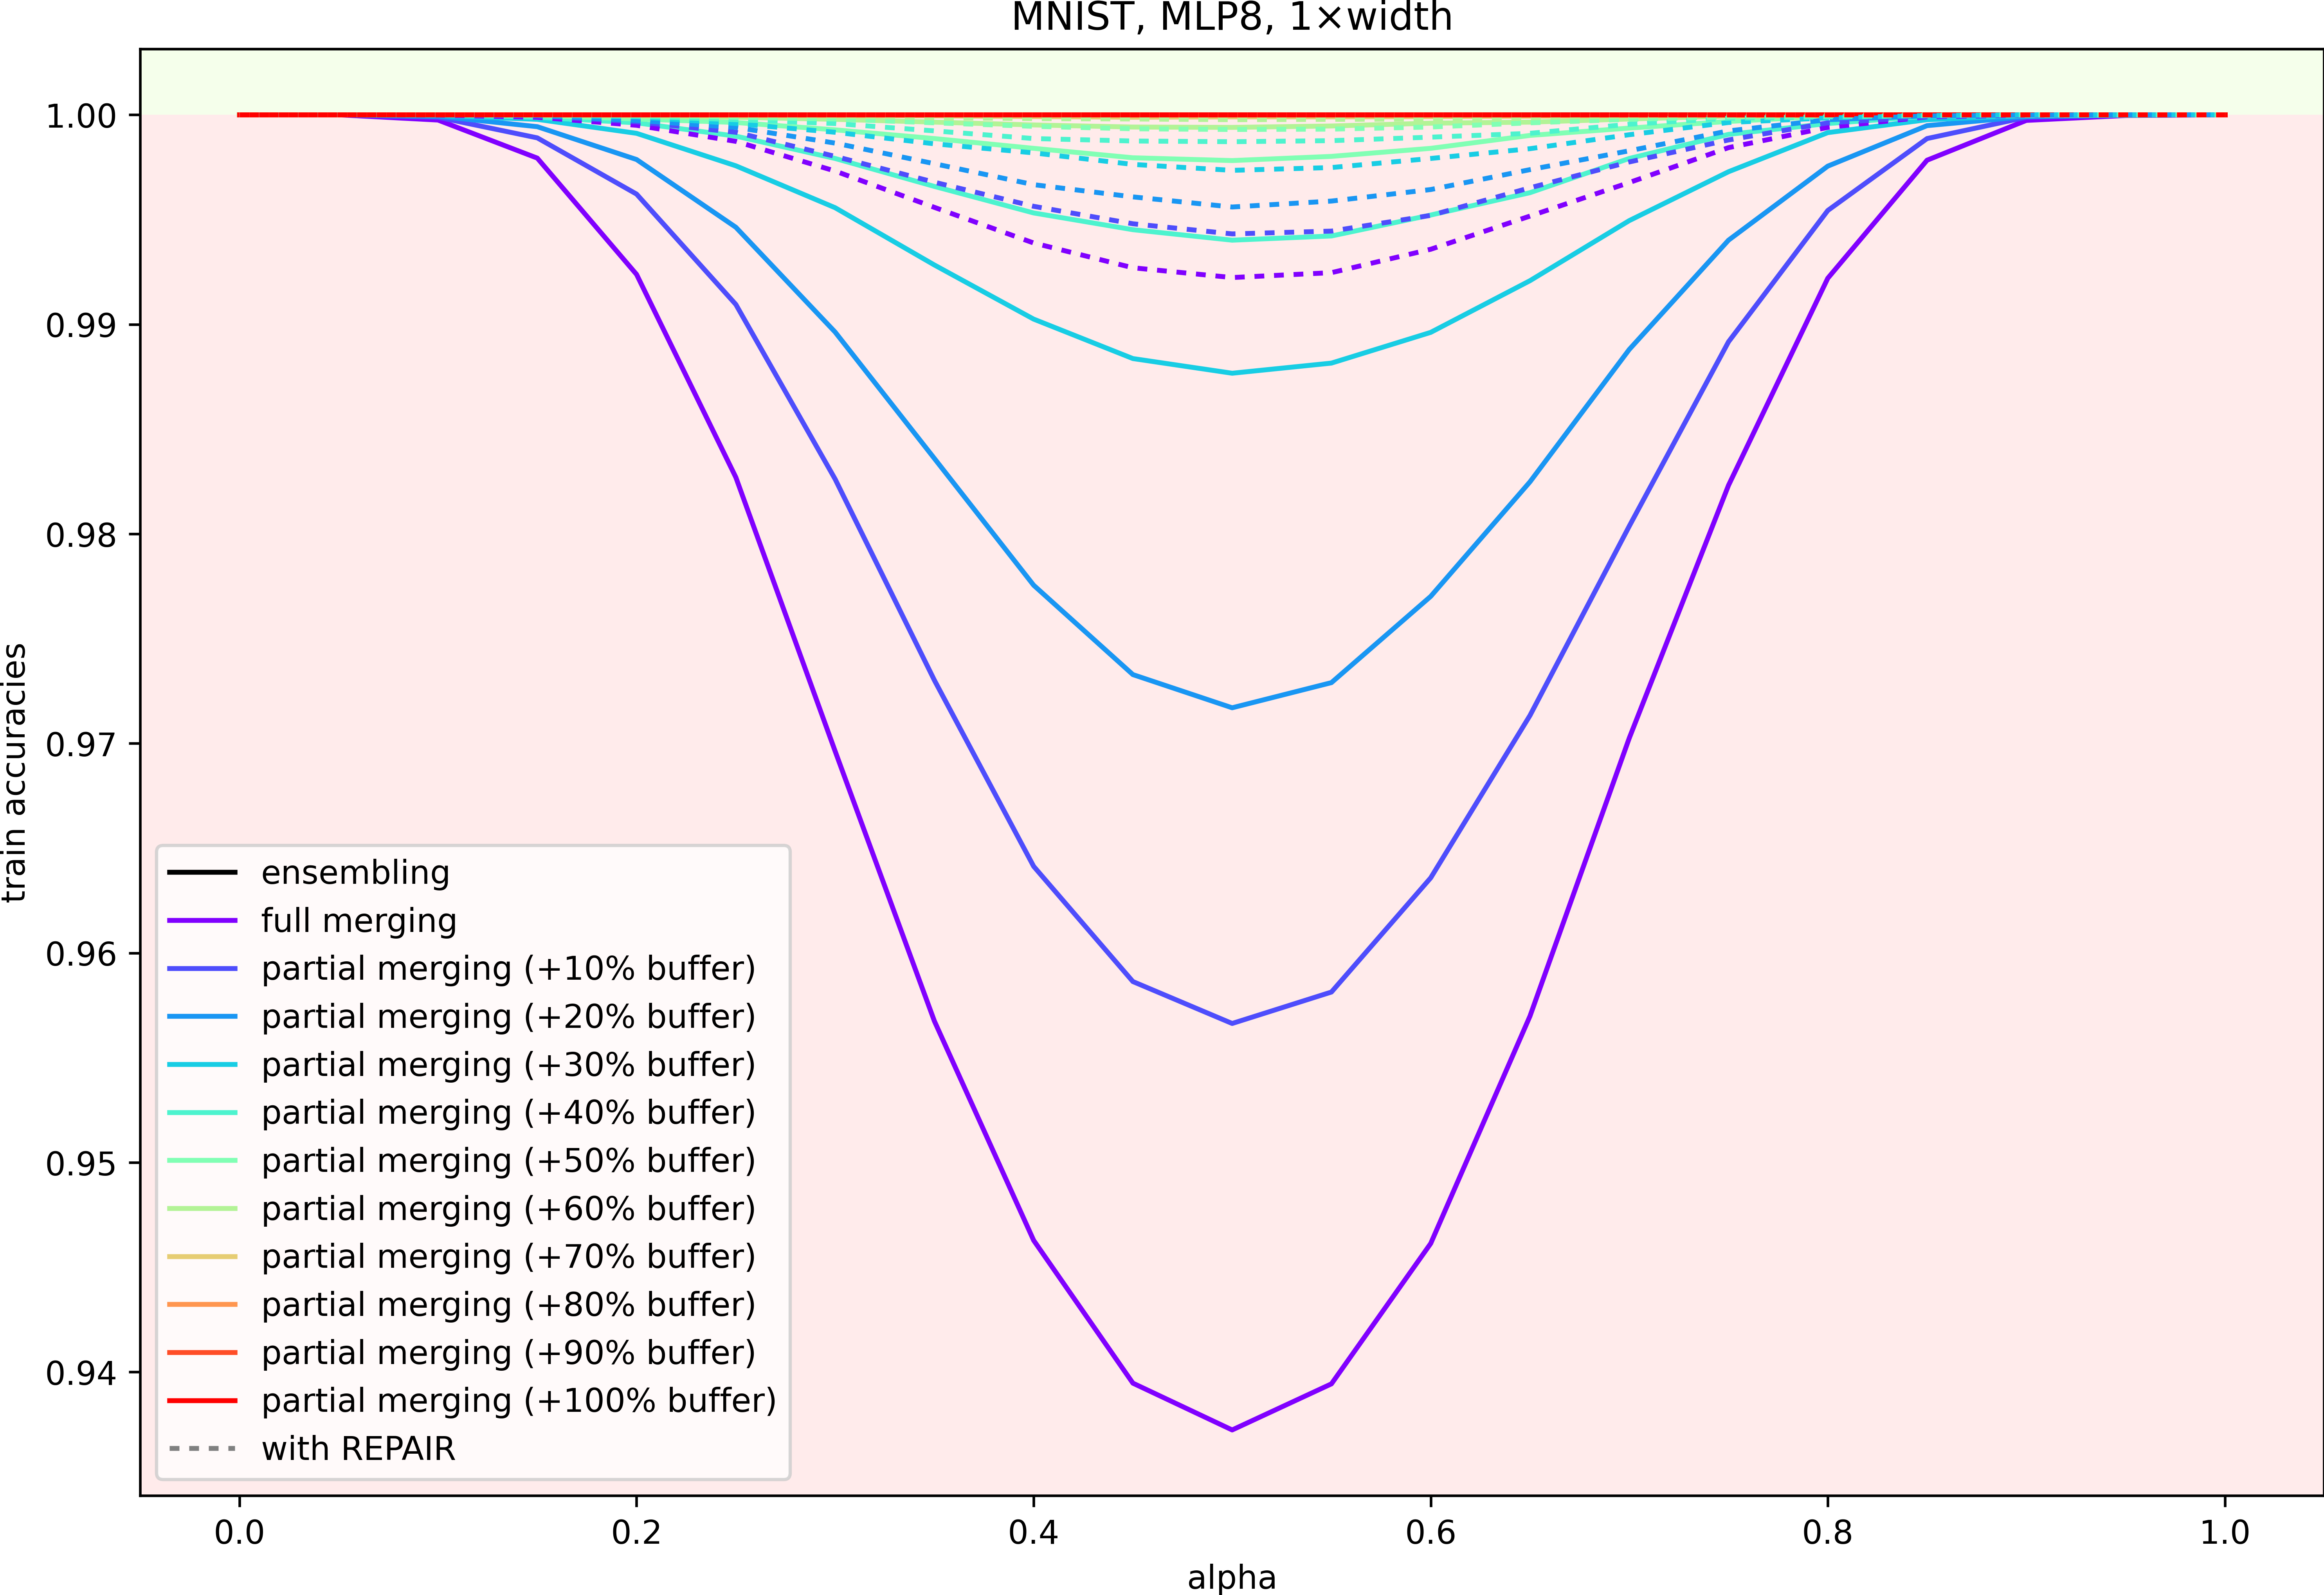 MNIST, MLP8, 1×width
train accuracies
1.00
0.99
0.98
0.97
0.96
0.95
0.94
ensembling
full merging
partial merging (+10% buffer)
partial merging (+20% buffer)
partial merging (+30% buffer)
partial merging (+40% buffer)
partial merging (+50% buffer)
partial merging (+60% buffer)
partial merging (+70% buffer)
partial merging (+80% buffer)
partial merging (+90% buffer)
partial merging (+100% buffer)
with REPAIR
0.0 0.2 0.4 0.6 0.8 1.0
alpha